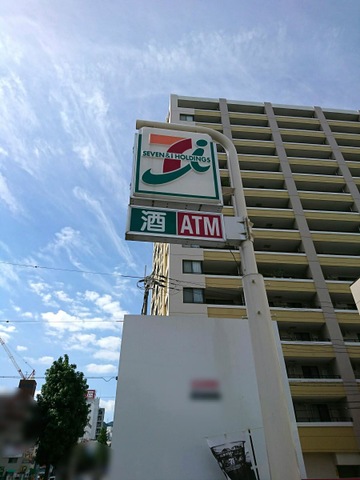 SEVEN & i HOLDINGS
酒 ATM